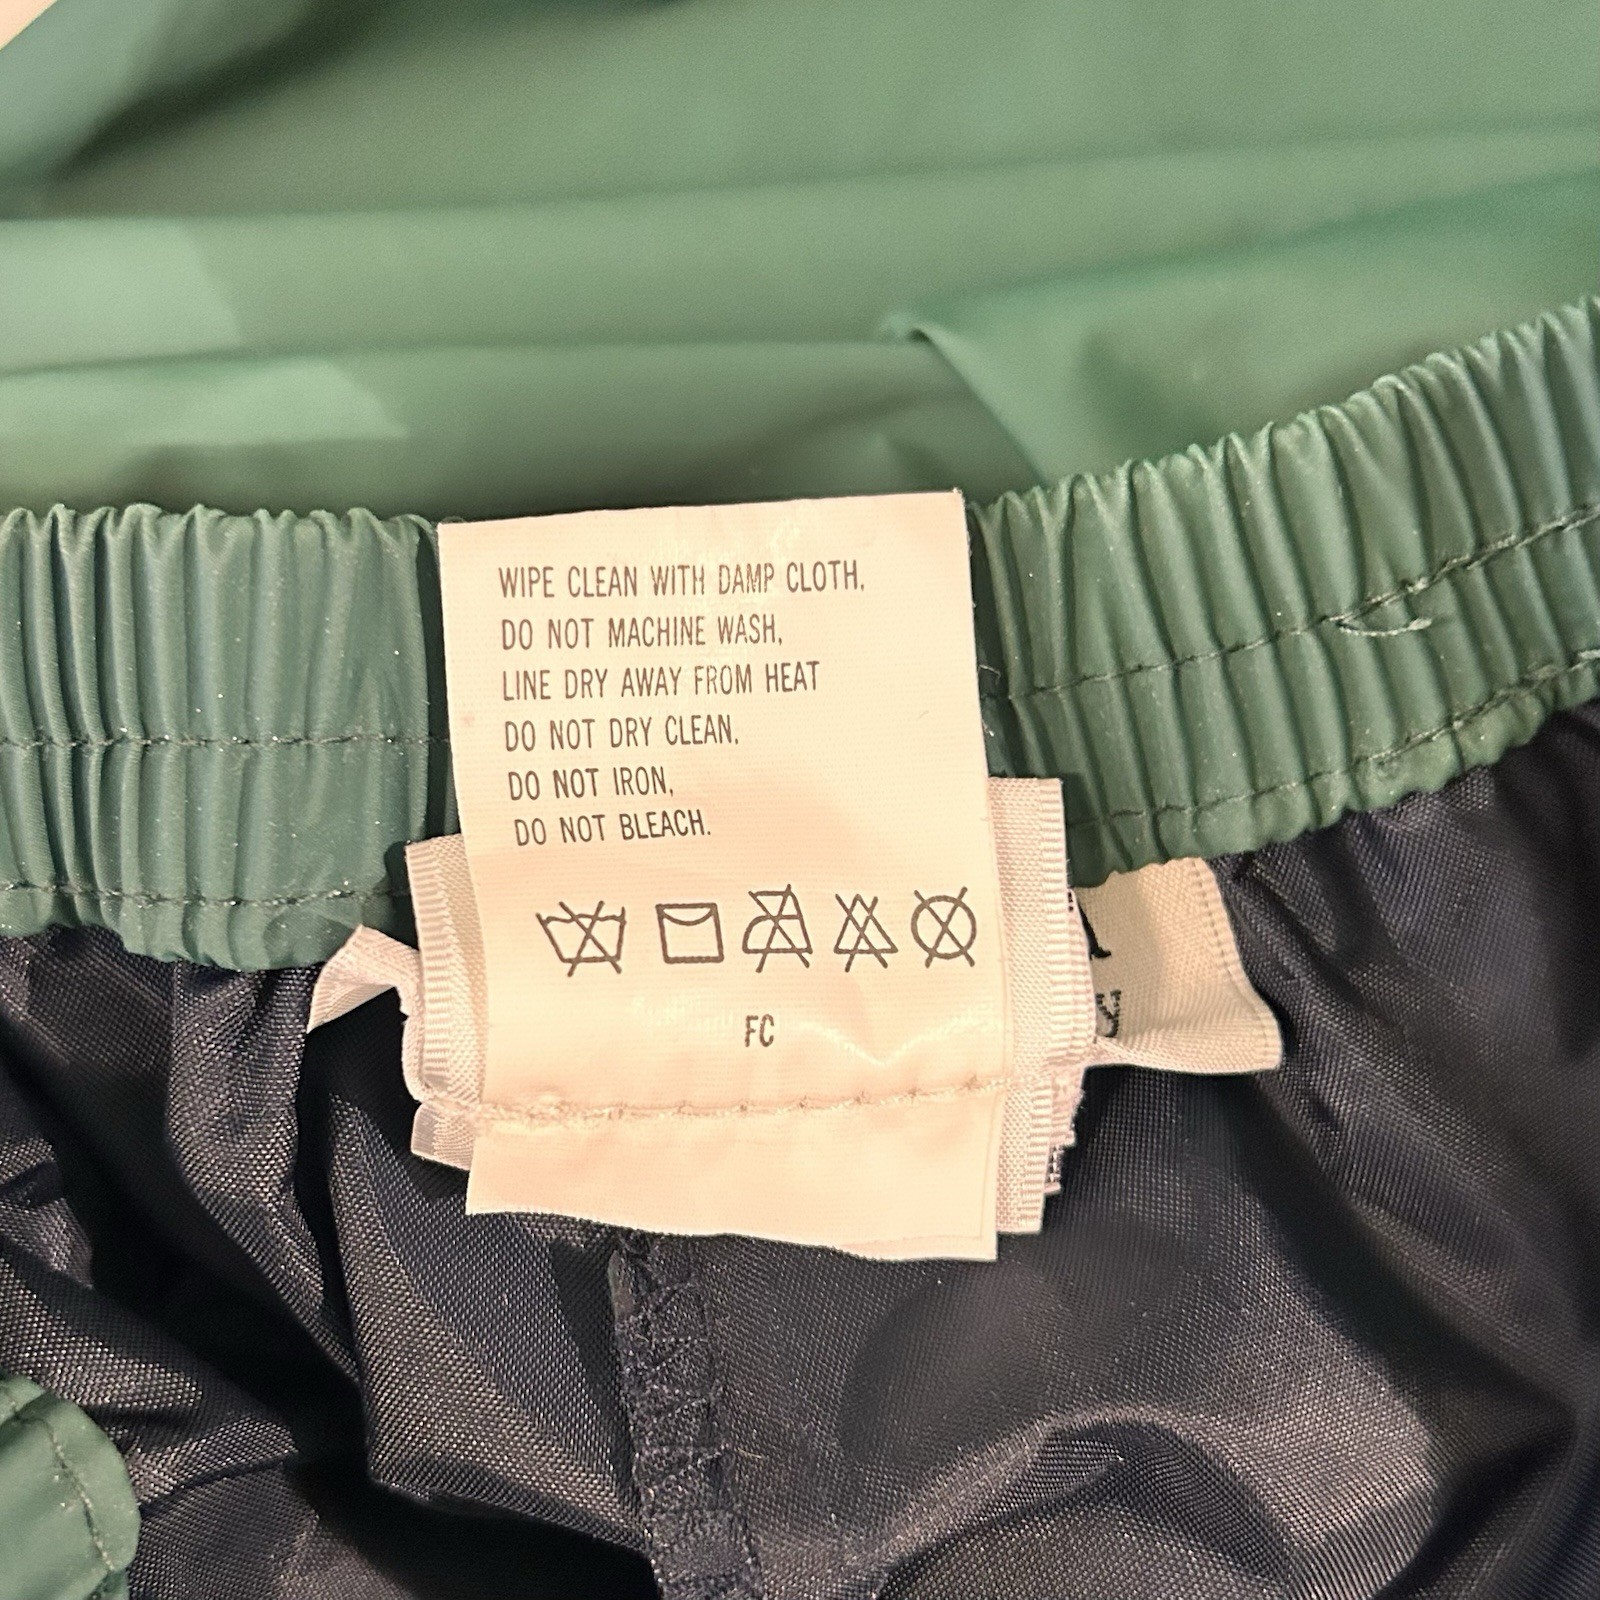 WIPE CLEAN WITH DAMP CLOTH,
DO NOT MACHINE WASH,
LINE DRY AWAY FROM HEAT
DO NOT DRY CLEAN,
DO NOT IRON,
DO NOT BLEACH.
FC